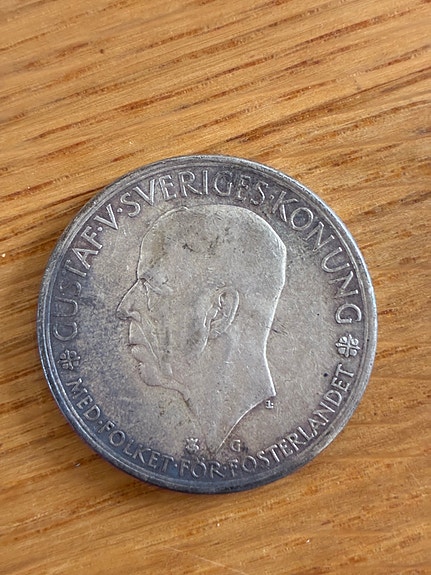 GUSTAF·V·SVERIGES·KONUNG
MED·FOLKET·FÖR·FOSTERLANDET
G